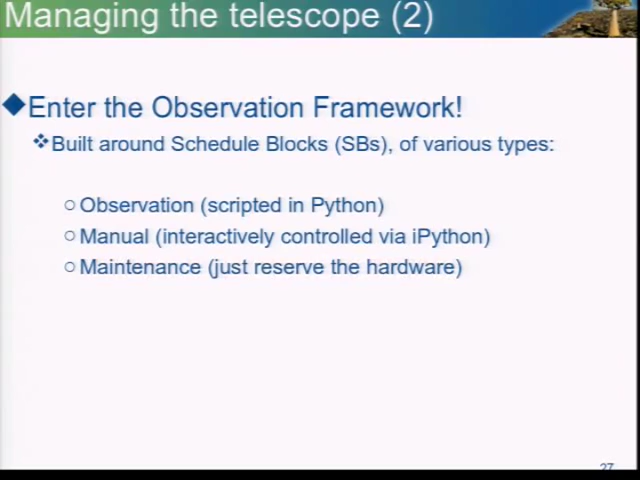 Managing the telescope (2)
Enter the Observation Framework!
Built around Schedule Blocks (SBs), of various types:
Observation (scripted in Python)
Manual (interactively controlled via iPython)
Maintenance (just reserve the hardware)
27